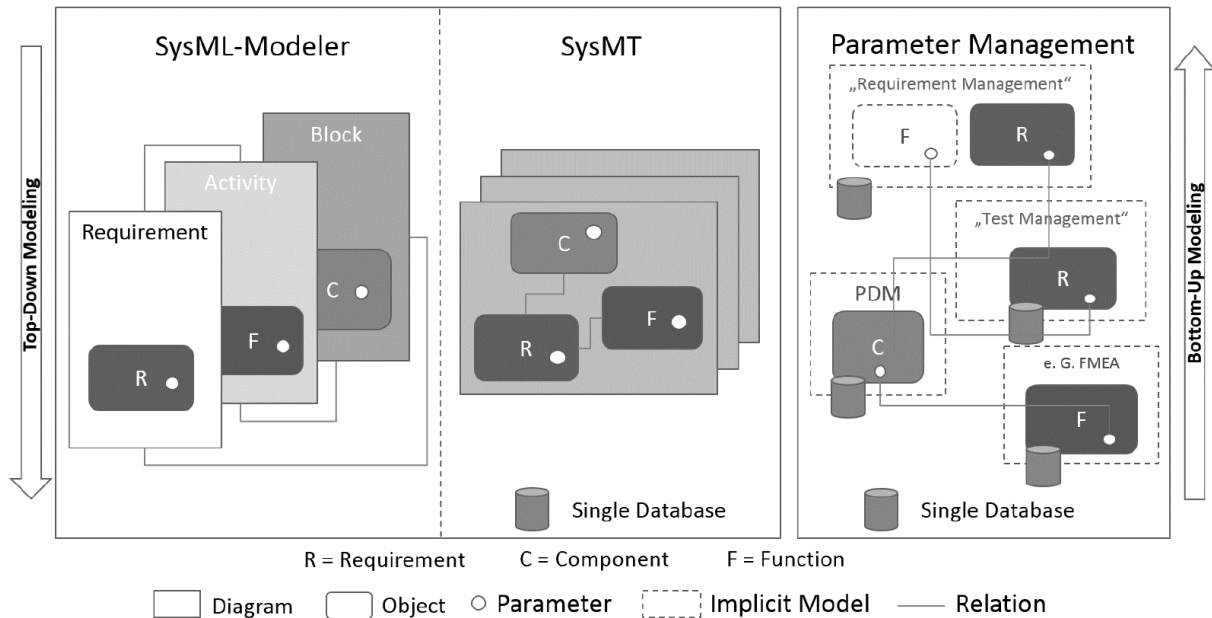 Top-Down Modeling
SysML-Modeler
Block
Activity
Requirement
C
F
R
SysMT
C
F
R
Single Database
Parameter Management
„Requirement Management“
F
R
„Test Management“
R
PDM
C
e. G. FMEA
F
Single Database
Bottom-Up Modeling
R = Requirement C = Component F = Function
Diagram Object Parameter Implicit Model Relation